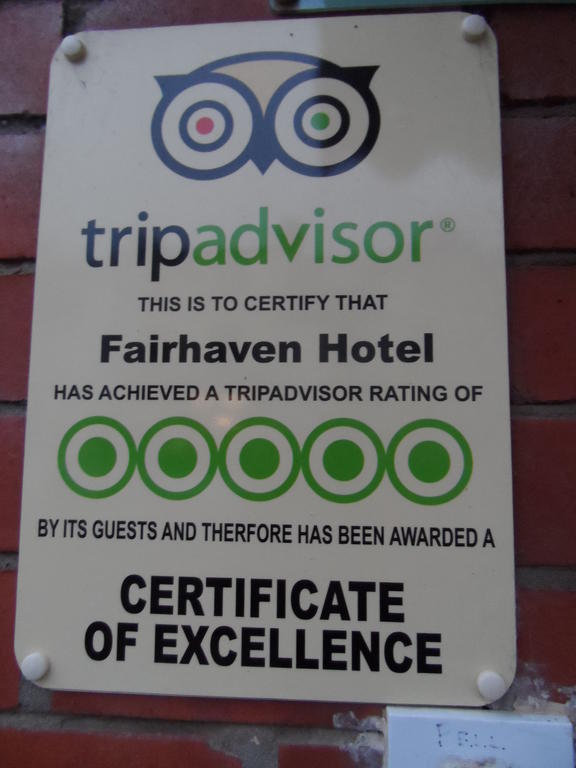 tripadvisor®
THIS IS TO CERTIFY THAT
Fairhaven Hotel
HAS ACHIEVED A TRIPADVISOR RATING OF
BY ITS GUESTS AND THERFORE HAS BEEN AWARDED A
CERTIFICATE
OF EXCELLENCE